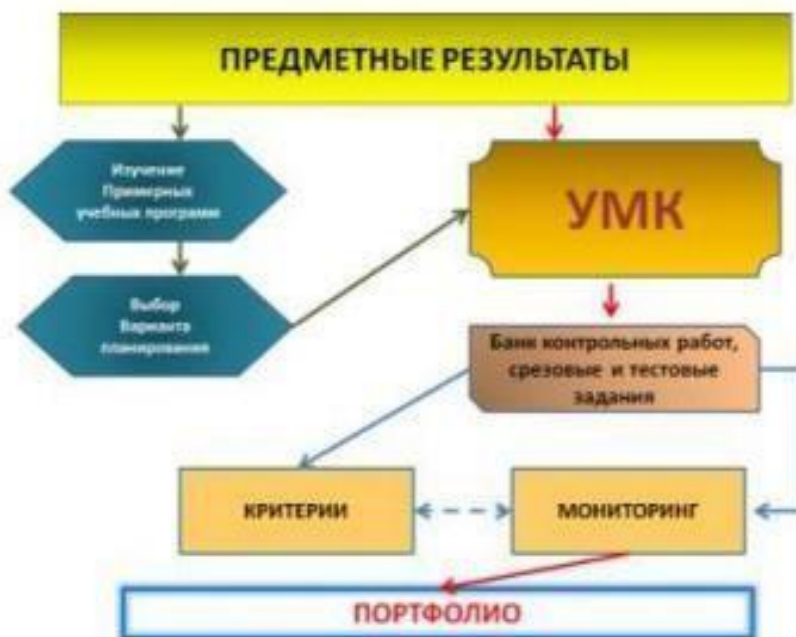 ПРЕДМЕТНЫЕ РЕЗУЛЬТАТЫ
Изучение
Примерных
учебных программ
УМК
Выбор
Варианта
планирования
Банк контрольных работ,
срезовые и тестовые
задания
КРИТЕРИИ
МОНИТОРИНГ
ПОРТФОЛИО